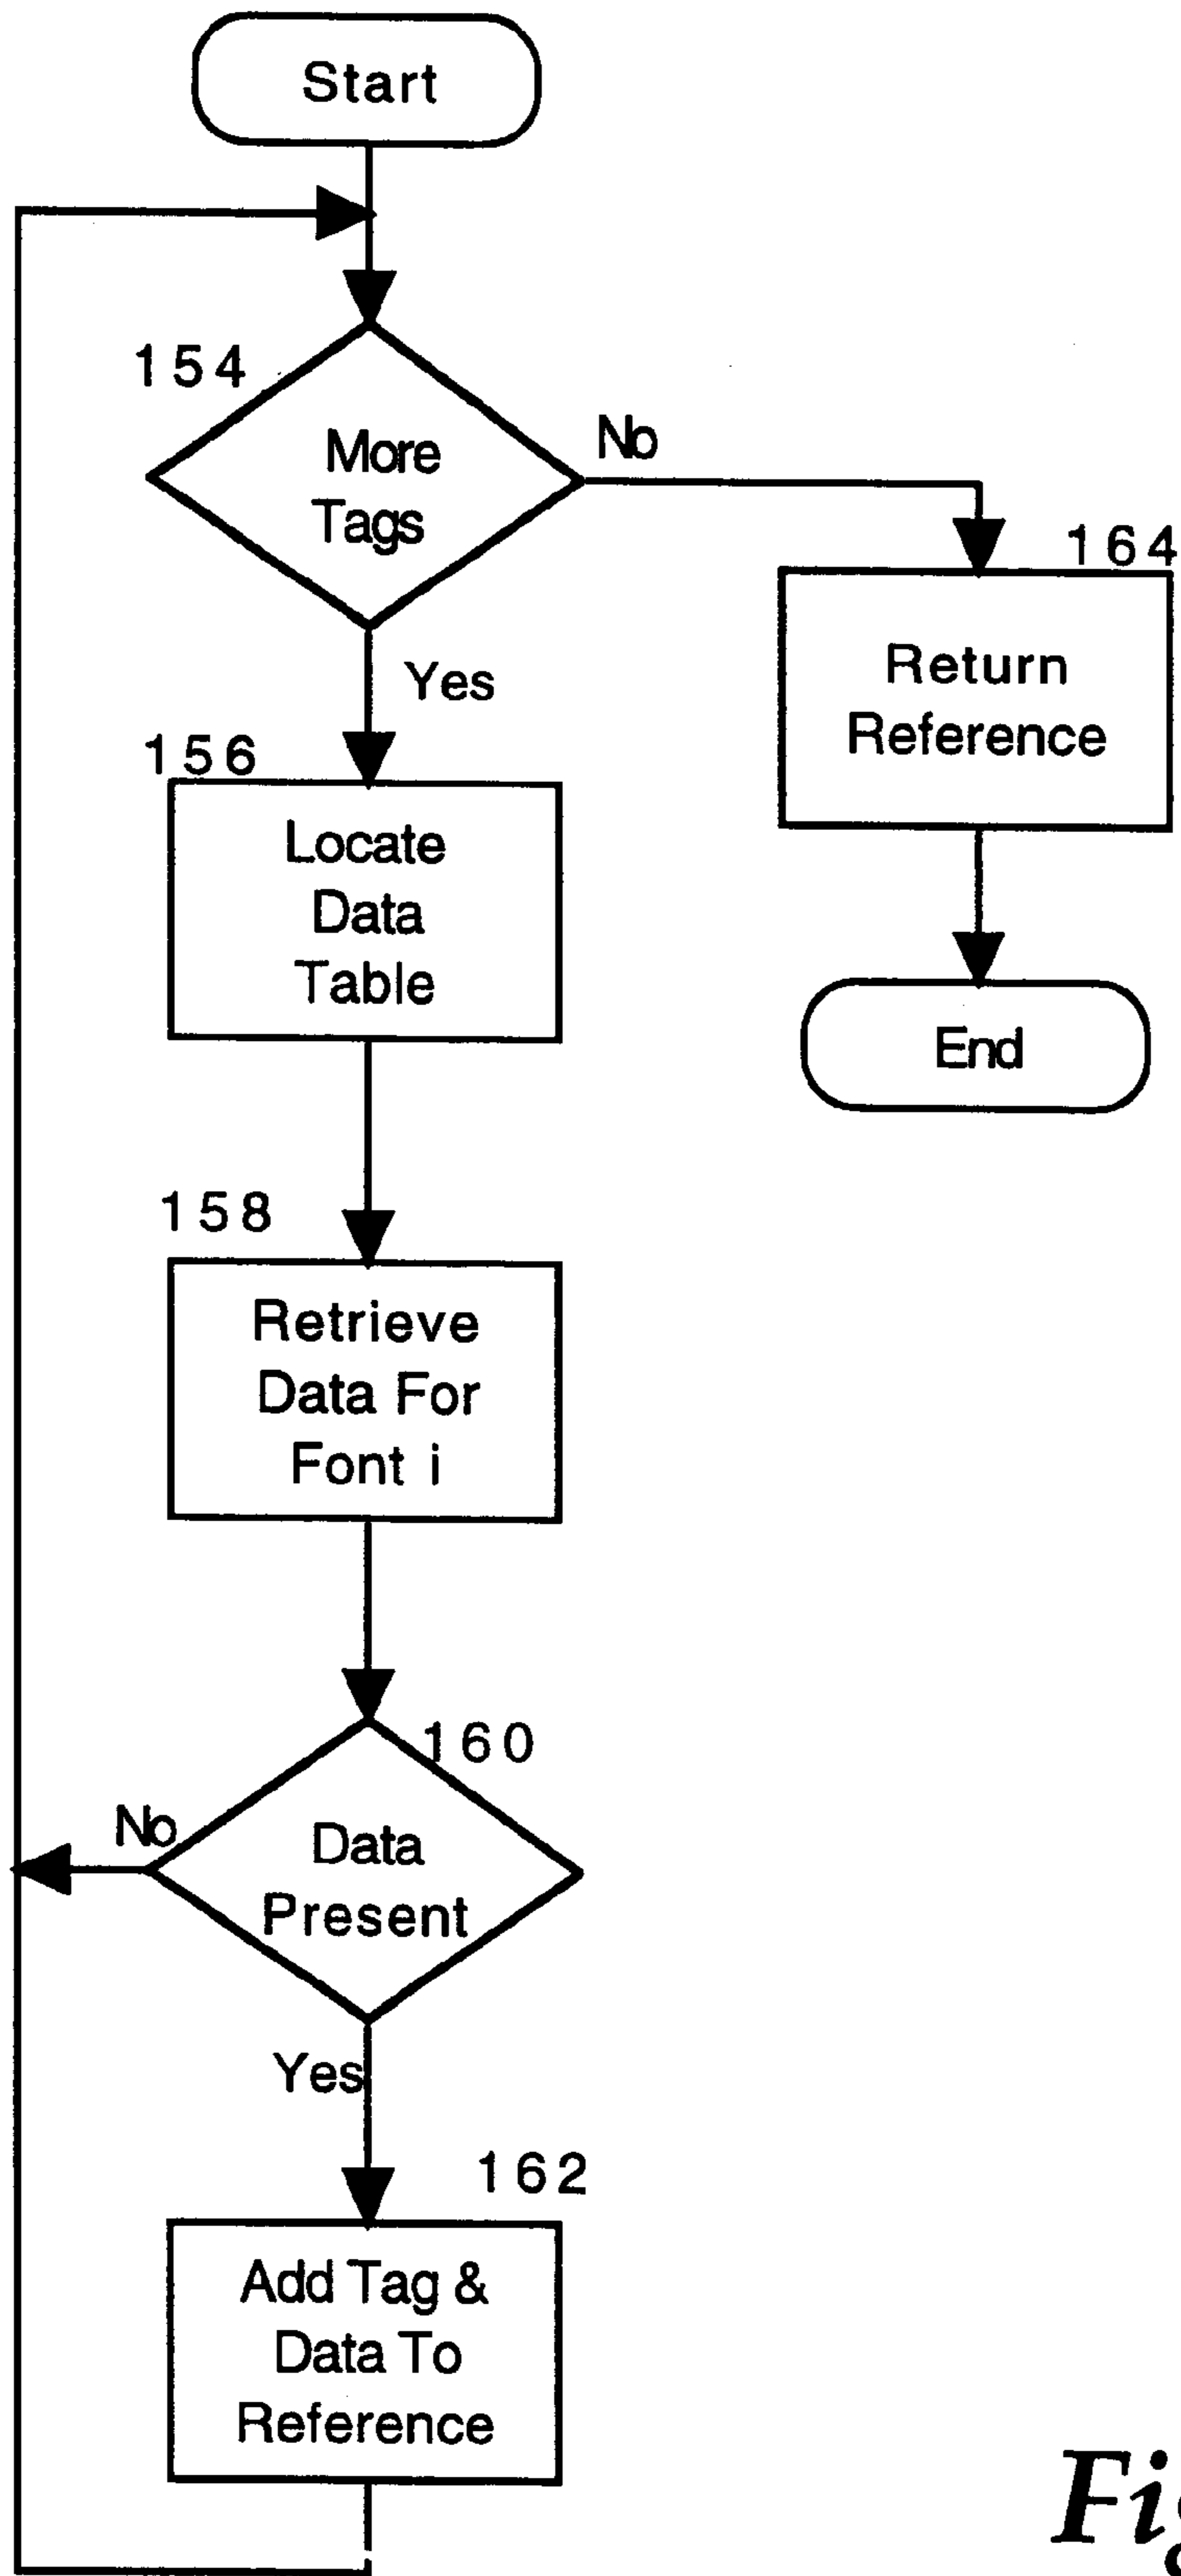 Start
154
More
Tags
No
Yes
164
Return
Reference
156
Locate
Data
Table
End
158
Retrieve
Data For
Font i
160
No
Data
Present
Yes
162
Add Tag &
Data To
Reference